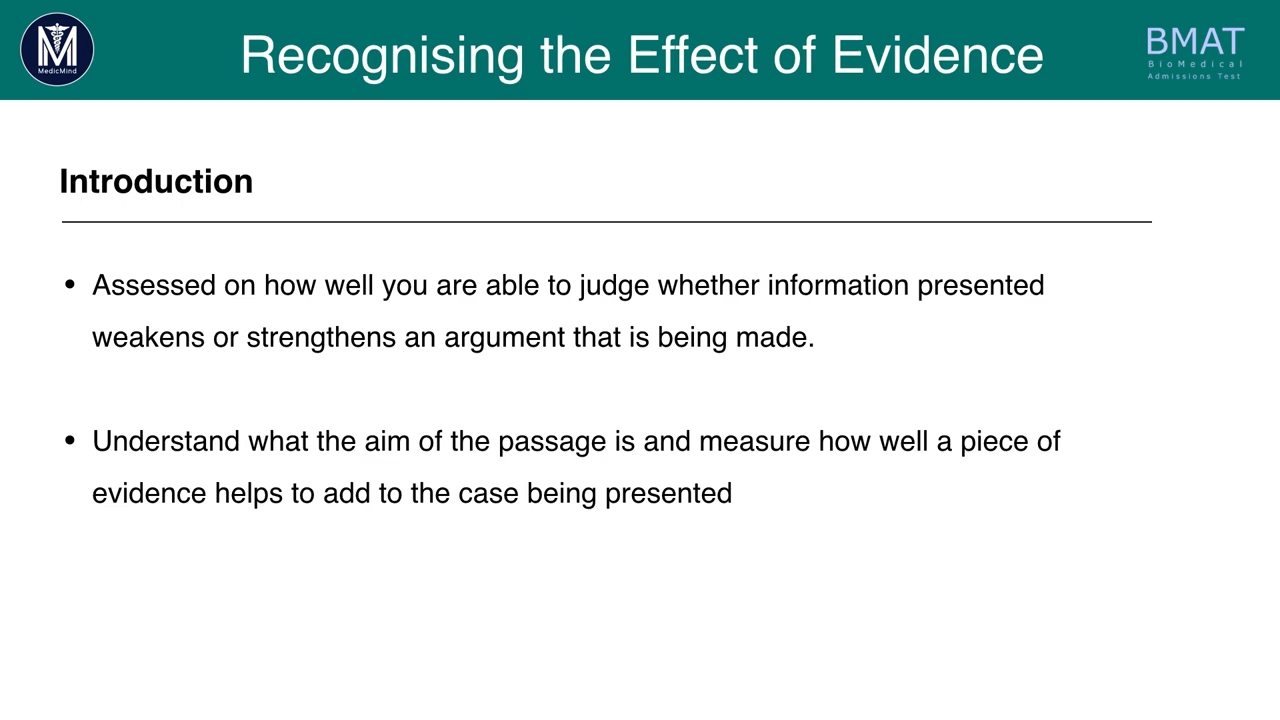 MedicMind
Recognising the Effect of Evidence
BMAT
BioMedical
Admissions Test
Introduction
• Assessed on how well you are able to judge whether information presented
weakens or strengthens an argument that is being made.
• Understand what the aim of the passage is and measure how well a piece of
evidence helps to add to the case being presented